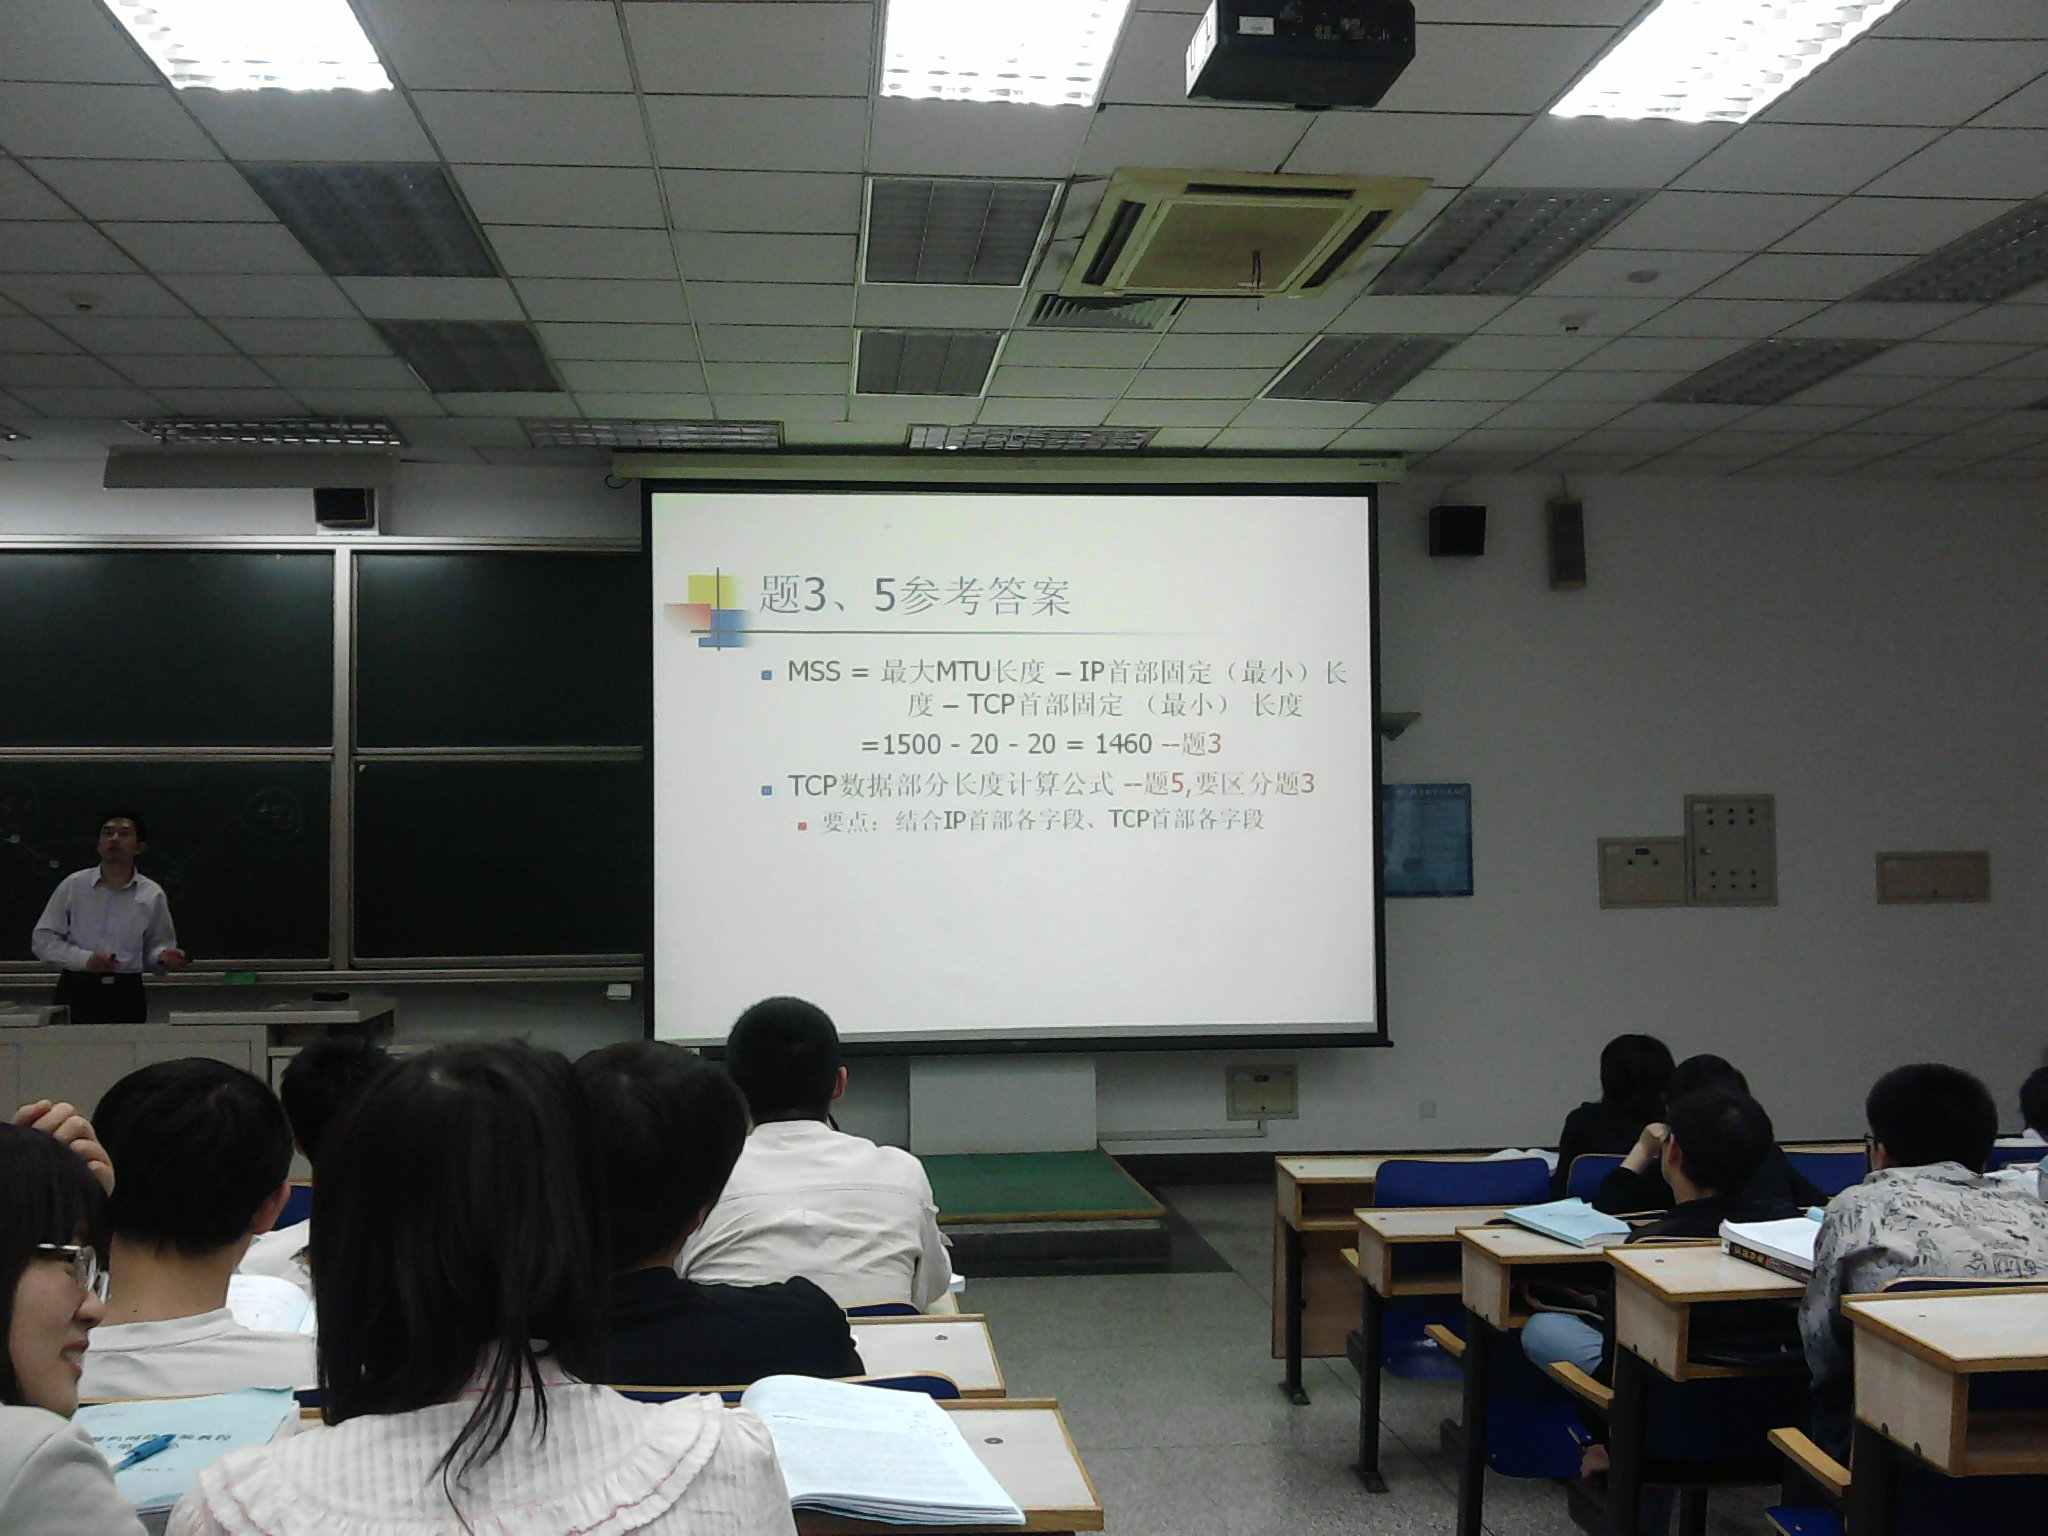 题3、5参考答案
MSS = 最大MTU长度 – IP首部固定（最小）长
度 – TCP首部固定 （最小） 长度
=1500 - 20 - 20 = 1460 --题3
TCP数据部分长度计算公式 --题5,要区分题3
要点：结合IP首部各字段、TCP首部各字段